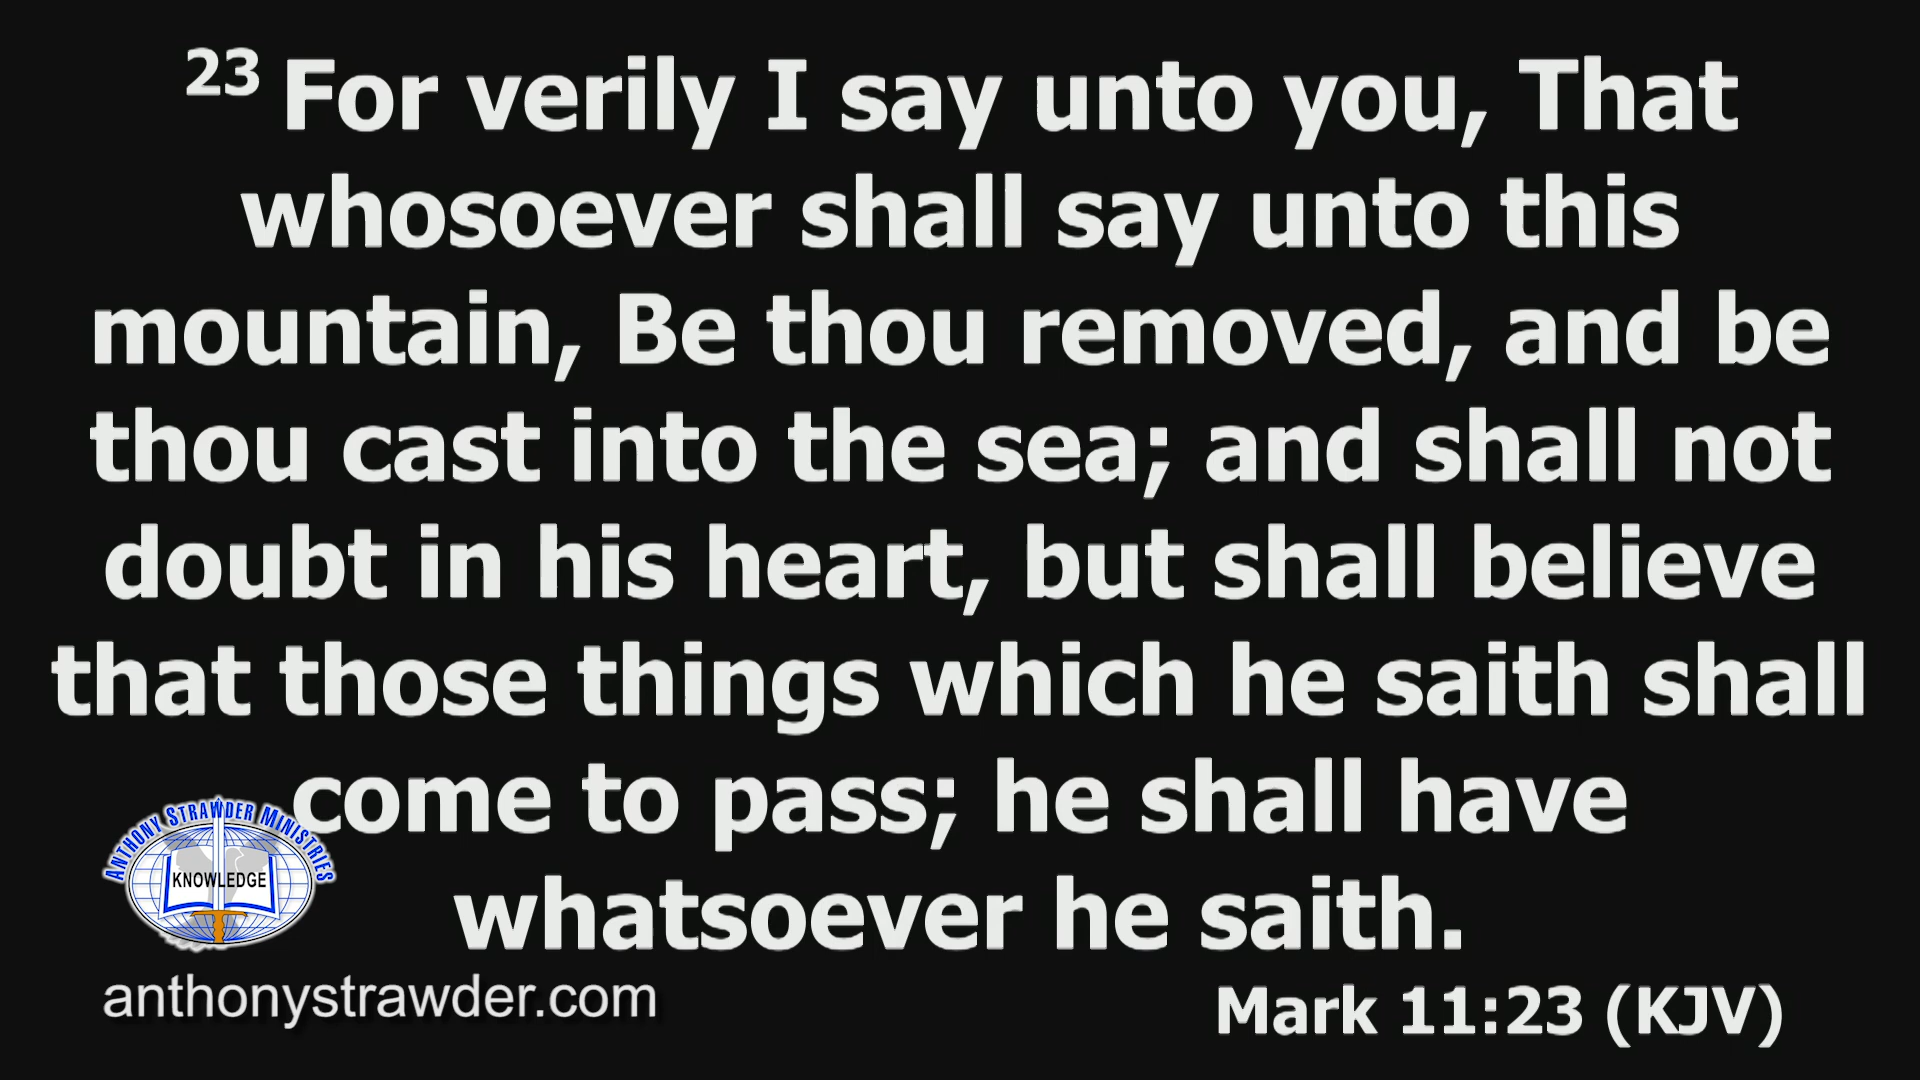 23 For verily I say unto you, That
whosoever shall say unto this
mountain, Be thou removed, and be
thou cast into the sea; and shall not
doubt in his heart, but shall believe
that those things which he saith shall
come to pass; he shall have
whatsoever he saith.
ANTHONY STRAWDER MINISTRIES
KNOWLEDGE
anthonystrawder.com
Mark 11:23 (KJV)